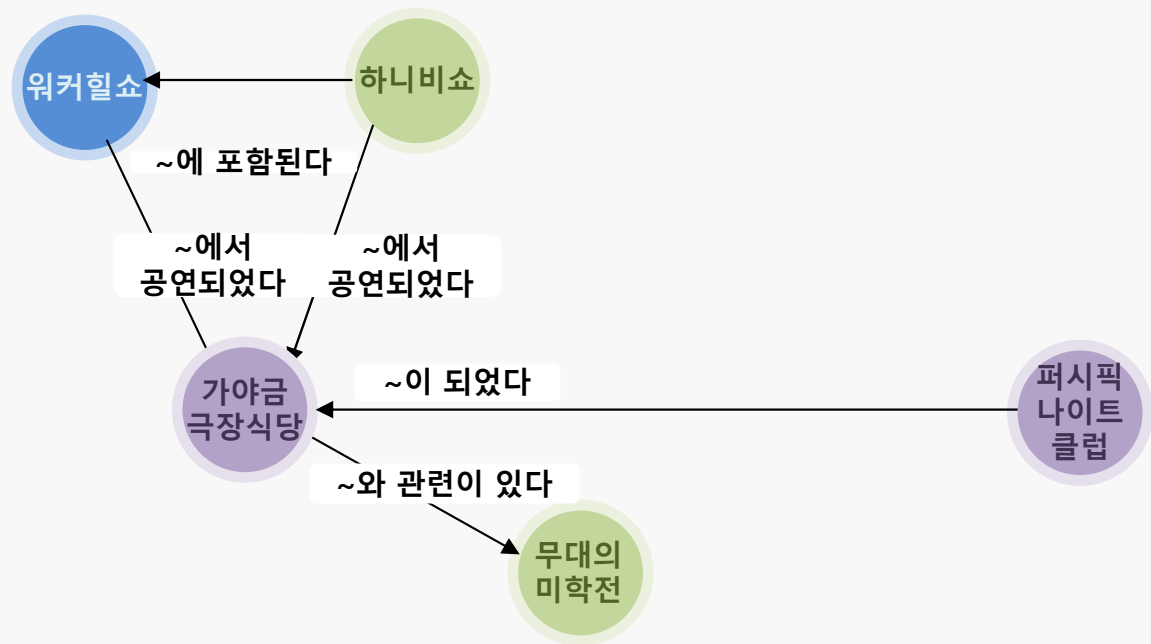 워커힐쇼
하니비쇼
~에 포함된다
~에서
공연되었다
~에서
공연되었다
가야금
극장식당
~이 되었다
퍼시픽
나이트
클럽
~와 관련이 있다
무대의
미학전